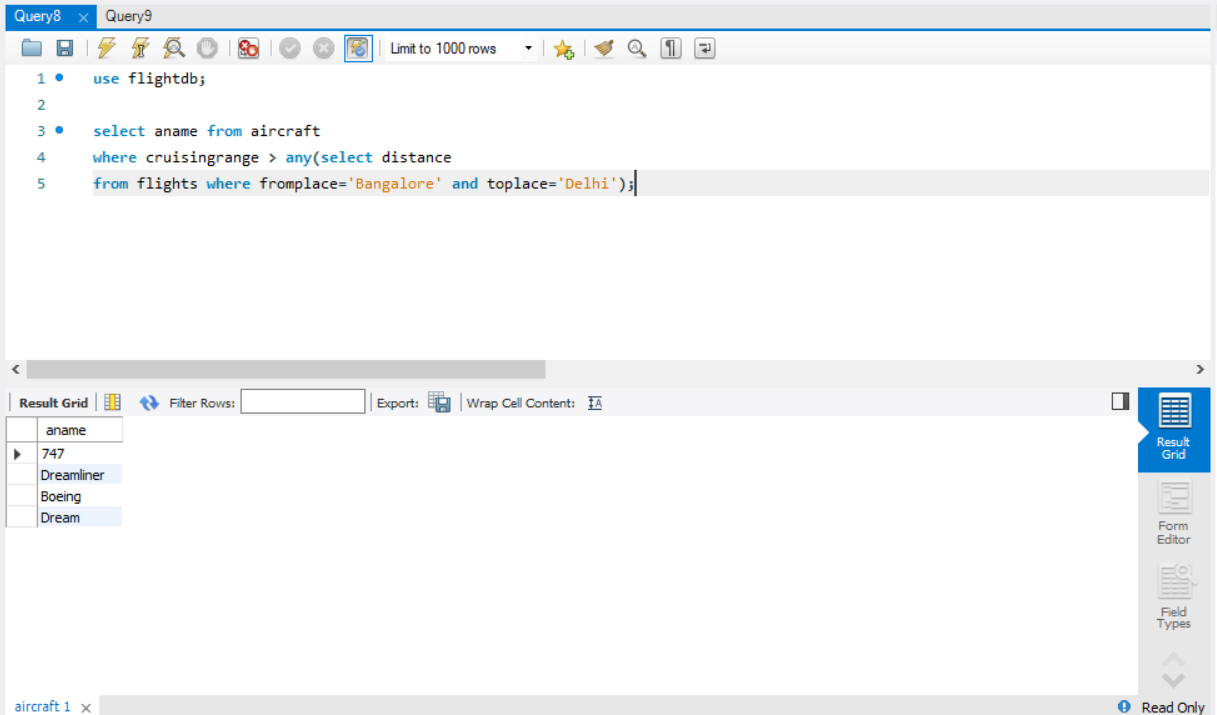 Query8 × Query9
Limit to 1000 rows
1 use flightdb;
2
3 select aname from aircraft
4 where cruisingrange > any(select distance
5 from flights where fromplace='Bangalore' and toplace='Delhi');
Result Grid Filter Rows: Export: Wrap Cell Content:
aname
747
Dreamliner
Boeing
Dream
Result
Grid
Form
Editor
Field
Types
aircraft 1 × Read Only